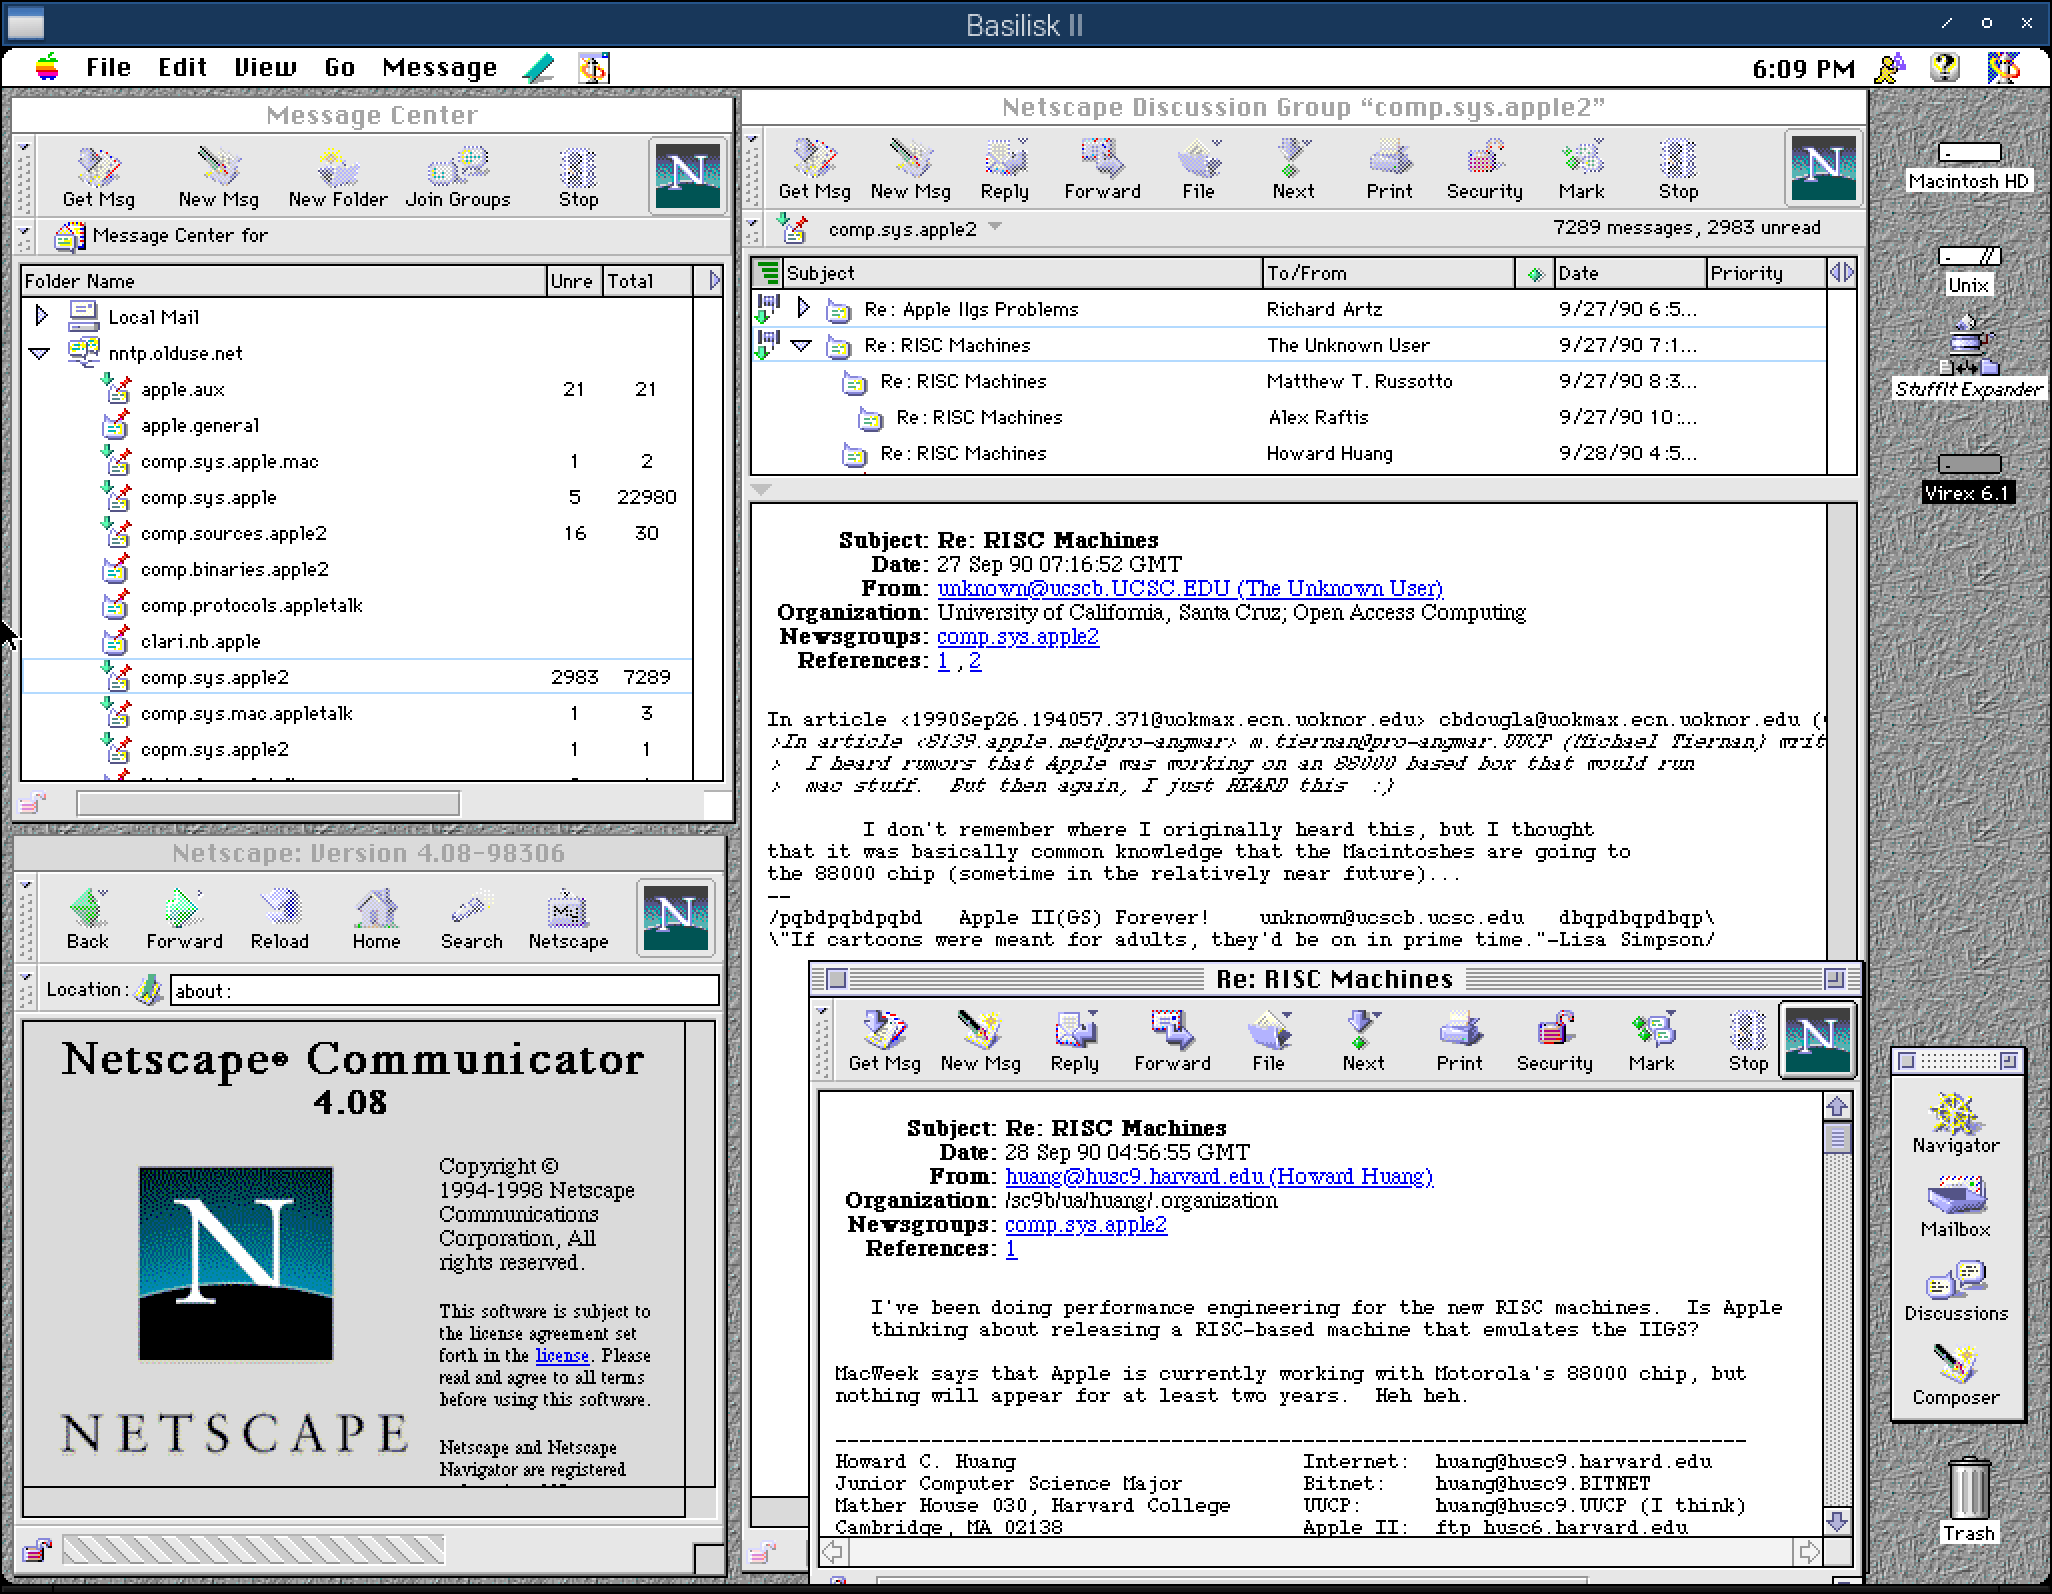 Basilisk II
File Edit View Go Message
6:09 PM
Message Center
Get Msg New Msg New Folder Join Groups Stop
N
Message Center for
Folder Name Unre Total
Local Mail
nntp.olduse.net
apple.aux 21 21
apple.general
comp.sys.apple.mac 1 2
comp.sys.apple 5 22980
comp.sources.apple2 16 30
comp.binaries.apple2
comp.protocols.appletalk
clari.nb.apple
comp.sys.apple2 2983 7289
comp.sys.mac.appletalk 1 3
copm.sys.apple2 1 1
Netscape: Version 4.08-98306
Back Forward Reload Home Search Netscape
My
N
Location: about:
Netscape® Communicator
4.08
N
NETSCAPE
Copyright ©
1994-1998 Netscape
Communications
Corporation, All
rights reserved.
This software is subject to
the license agreement set
forth in the license. Please
read and agree to all terms
before using this software.
Netscape and Netscape
Navigator are registered
Netscape Discussion Group “comp.sys.apple2”
Get Msg New Msg Reply Forward File Next Print Security Mark Stop
N
comp.sys.apple2
7289 messages, 2983 unread
Subject To/From Date Priority
Re: Apple IIgs Problems Richard Artz 9/27/90 6:5...
Re: RISC Machines The Unknown User 9/27/90 7:1...
Re: RISC Machines Matthew T. Russotto 9/27/90 8:3...
Re: RISC Machines Alex Raftis 9/27/90 10:...
Re: RISC Machines Howard Huang 9/28/90 4:5...
Subject: Re: RISC Machines
Date: 27 Sep 90 07:16:52 GMT
From: unknown@ucscb.UCSC.EDU (The Unknown User)
Organization: University of California, Santa Cruz; Open Access Computing
Newsgroups: comp.sys.apple2
References: 1 , 2
In article <1990Sep26.194057.371@uokmax.ecn.uoknor.edu> cbdougla@uokmax.ecn.uoknor.edu (
>In article <8139.apple.net@pro-angmar> m.tiernan@pro-angmar.UUCP (Michael Tiernan) writ
> I heard rumors that Apple was working on an 88000 based box that would run
> mac stuff. But then again, I just HEARD this :)
I don't remember where I originally heard this, but I thought
that it was basically common knowledge that the Macintoshes are going to
the 88000 chip (sometime in the relatively near future)...
--
/pqbdpqbdpqbd Apple II(GS) Forever! unknown@ucscb.ucsc.edu dbqpdbqpdbqp\
\"If cartoons were meant for adults, they'd be on in prime time."-Lisa Simpson/
Re: RISC Machines
Get Msg New Msg Reply Forward File Next Print Security Mark Stop
N
Subject: Re: RISC Machines
Date: 28 Sep 90 04:56:55 GMT
From: huang@husc9.harvard.edu (Howard Huang)
Organization: /sc9b/ua/huang/.organization
Newsgroups: comp.sys.apple2
References: 1
I've been doing performance engineering for the new RISC machines. Is Apple
thinking about releasing a RISC-based machine that emulates the IIGS?
MacWeek says that Apple is currently working with Motorola's 88000 chip, but
nothing will appear for at least two years. Heh heh.
Howard C. Huang Internet: huang@husc9.harvard.edu
Junior Computer Science Major Bitnet: huang@husc9.BITNET
Mather House 030, Harvard College UUCP: huang@husc9.UUCP (I think)
Cambridge, MA 02138 Apple II: ftp husc6.harvard.edu
Macintosh HD
Unix
StuffIt Expander
Virex 6.1
Navigator
Mailbox
Discussions
Composer
Trash